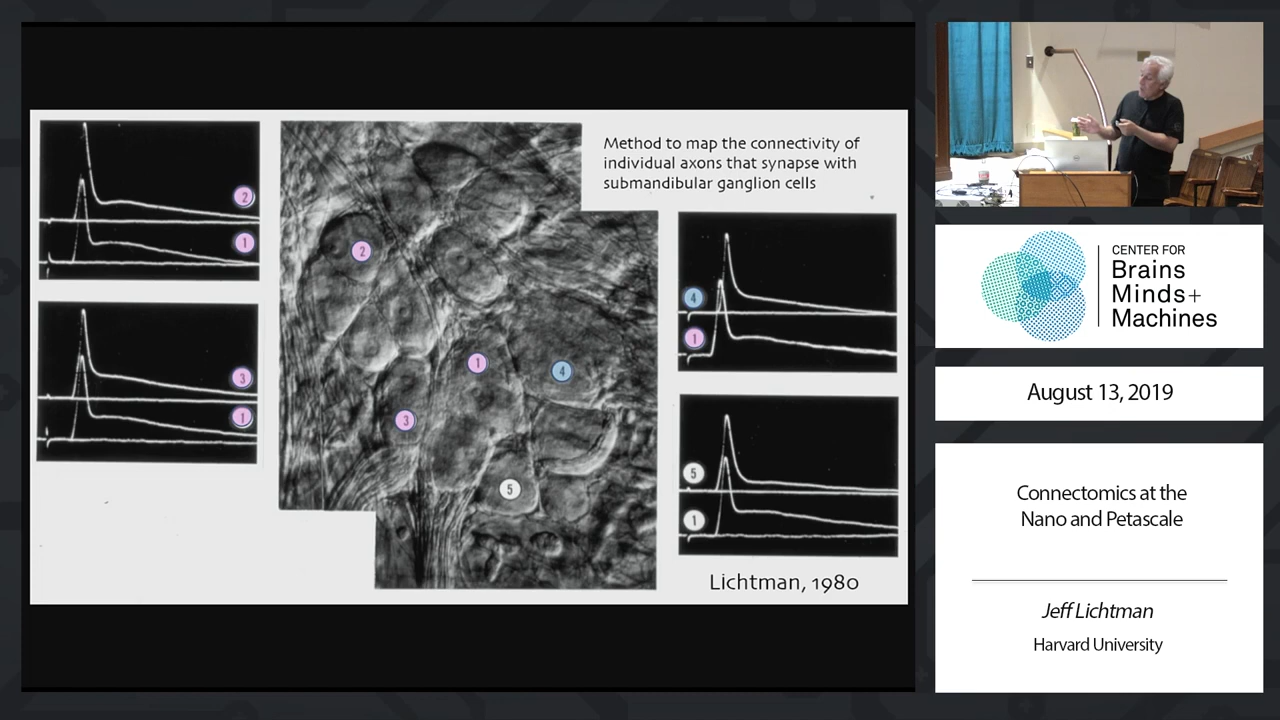 Method to map the connectivity of
individual axons that synapse with
submandibular ganglion cells
2
1
3
1
2
1
4
3
5
4
1
5
1
Lichtman, 1980
CENTER FOR
Brains
Minds+
Machines
August 13, 2019
Connectomics at the
Nano and Petascale
Jeff Lichtman
Harvard University